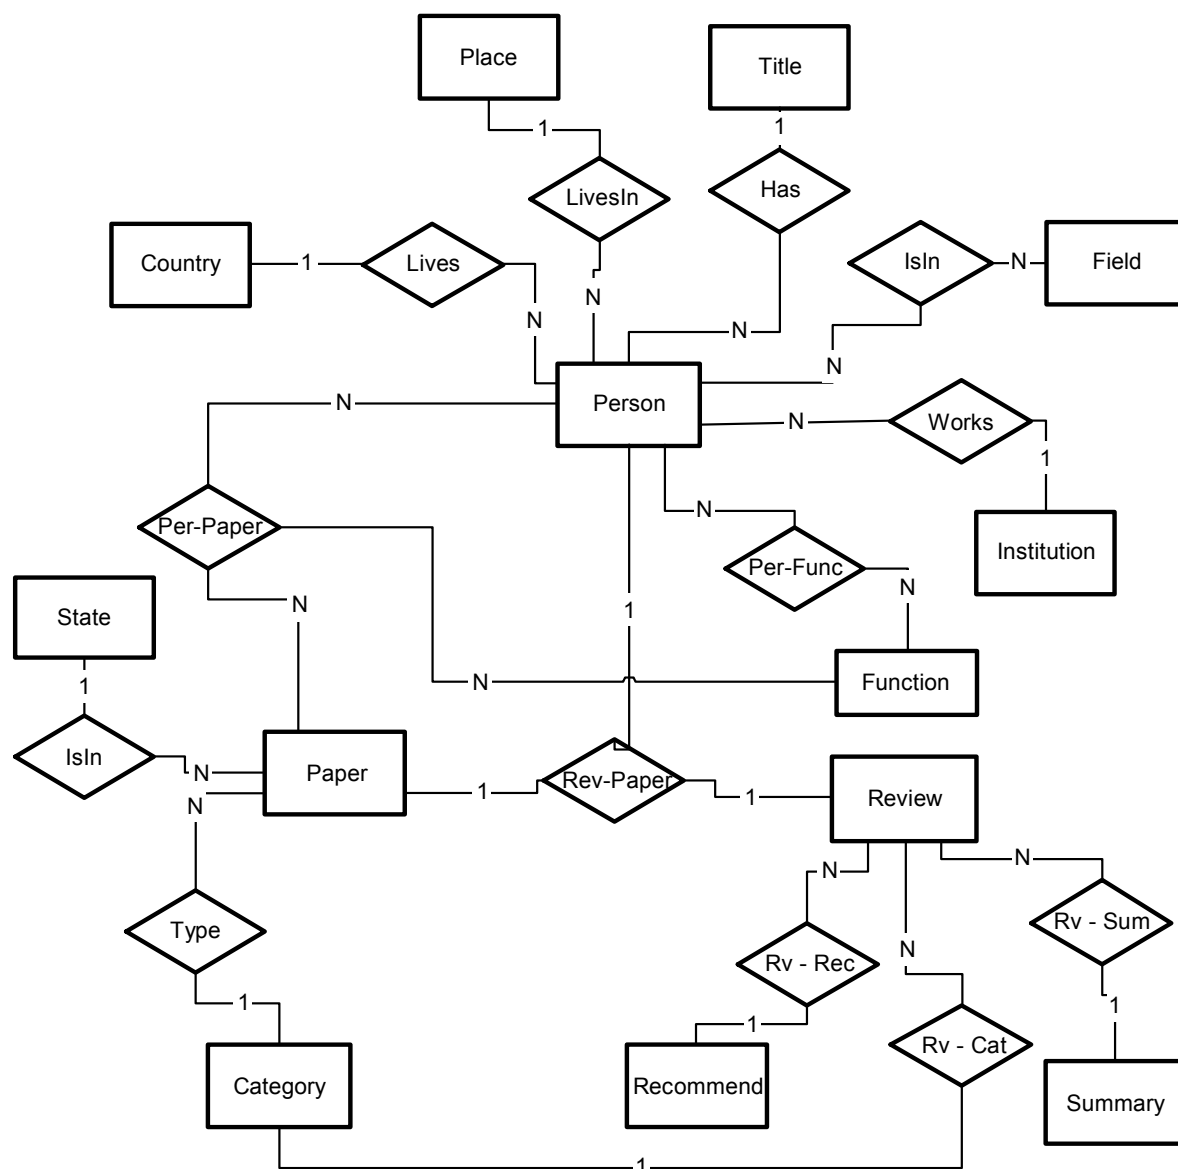 Place
Title
1
1
LivesIn
Has
Country
1
Lives
IsIn
N
Field
N
N
N
N
N
Person
N
Works
1
N
Per-Paper
Institution
Per-Func
N
N
1
State
1
N
Function
IsIn
N
Paper
1
Rev-Paper
1
Review
N
N
N
Type
Rv - Sum
N
Rv - Rec
1
1
1
Rv - Cat
Category
Recommend
Summary
1